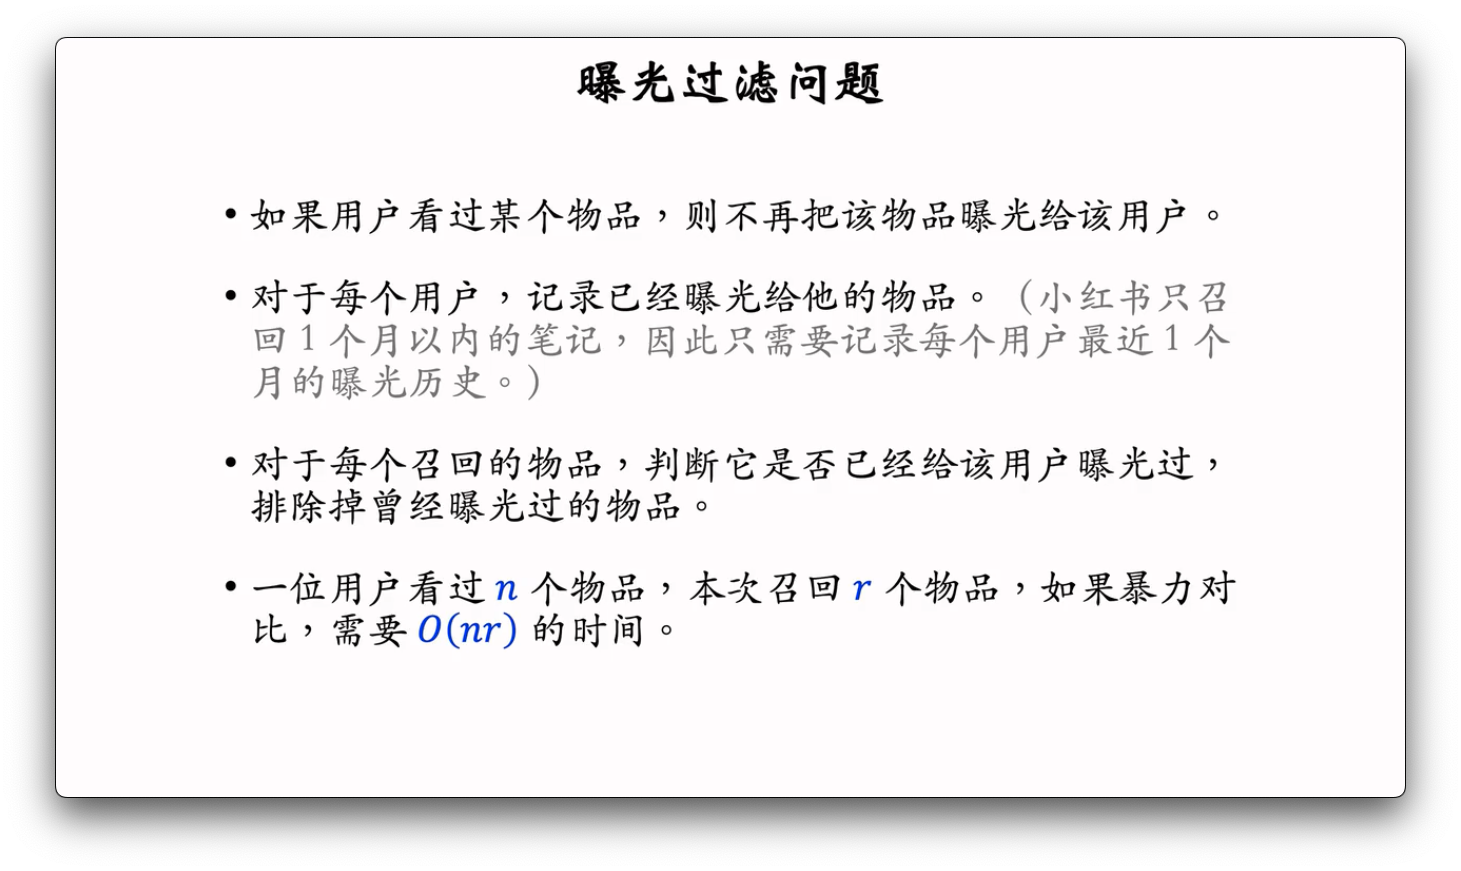 曝光过滤问题
• 如果用户看过某个物品，则不再把该物品曝光给该用户。
• 对于每个用户，记录已经曝光给他的物品。（小红书只召
回 1 个月以内的笔记，因此只需要记录每个用户最近 1 个
月的曝光历史。）
• 对于每个召回的物品，判断它是否已经给该用户曝光过，
排除掉曾经曝光过的物品。
• 一位用户看过 n 个物品，本次召回 r 个物品，如果暴力对
比，需要 O(nr) 的时间。